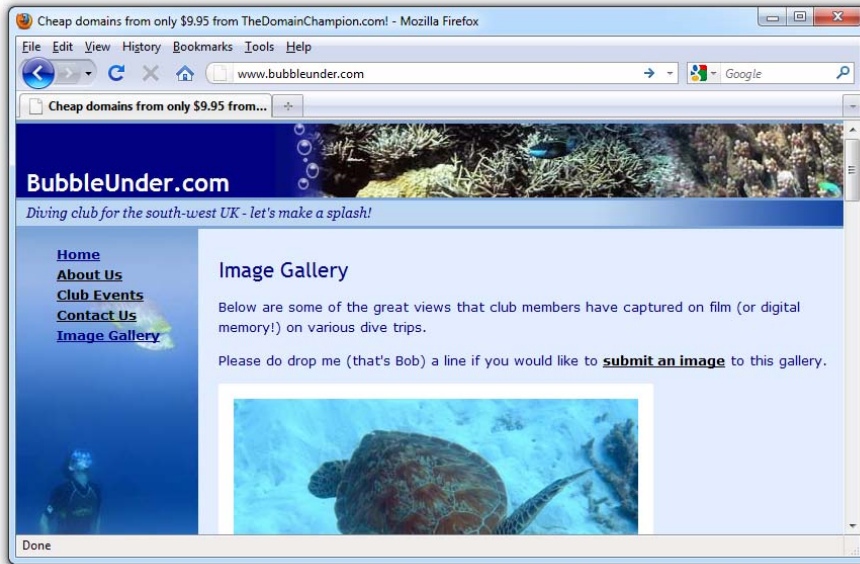 Cheap domains from only $9.95 from TheDomainChampion.com! - Mozilla Firefox
File Edit View History Bookmarks Tools Help
www.bubbleunder.com
Google
Cheap domains from only $9.95 from...
BubbleUnder.com
Diving club for the south-west UK - let's make a splash!
Home
About Us
Club Events
Contact Us
Image Gallery
Image Gallery
Below are some of the great views that club members have captured on film (or digital
memory!) on various dive trips.
Please do drop me (that's Bob) a line if you would like to submit an image to this gallery.
Done